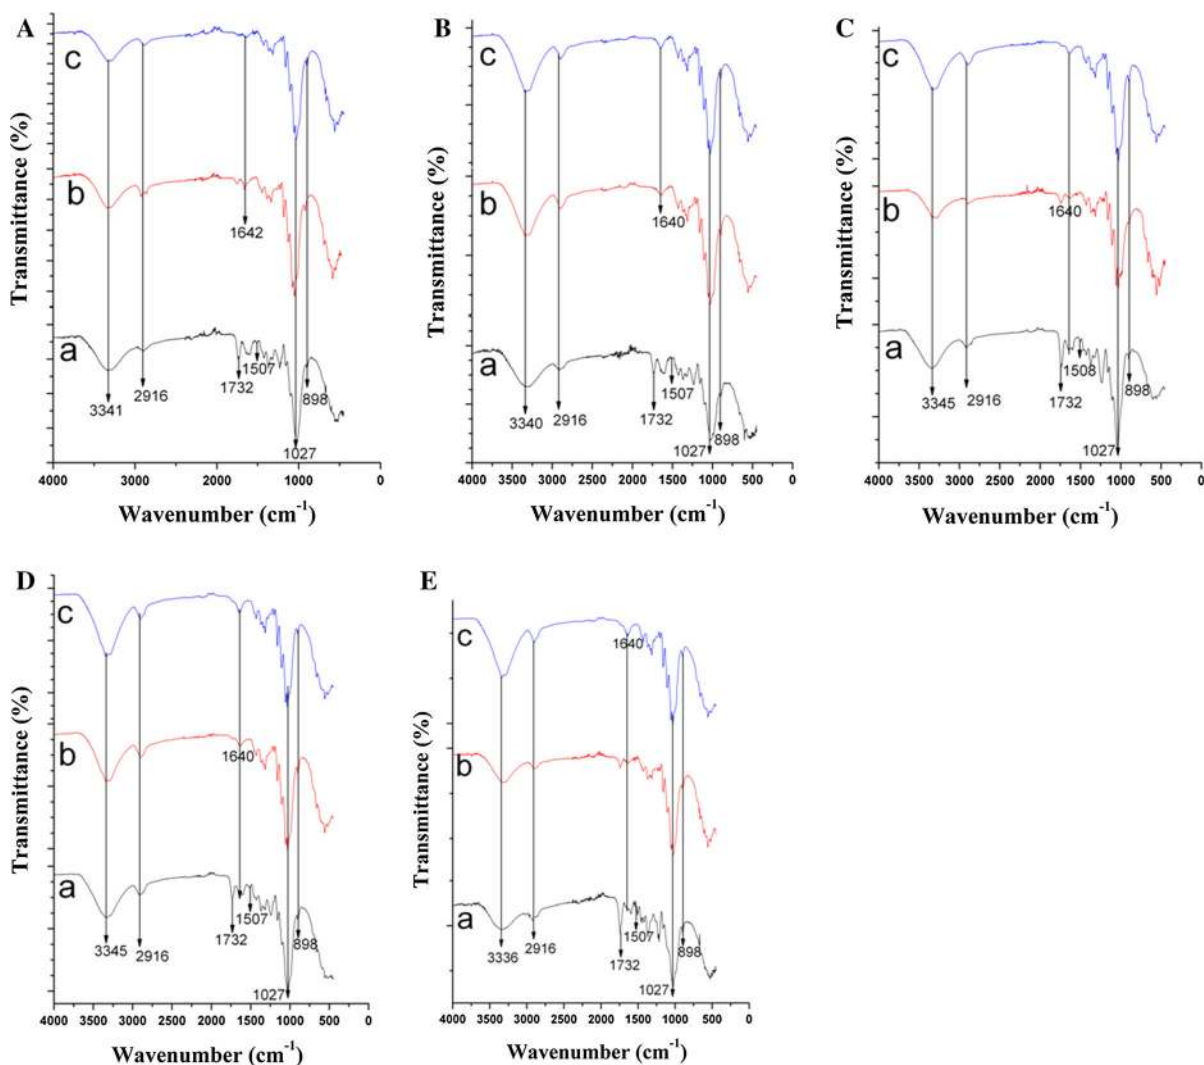 A
Transmittance (%)
c
b
a
1642
1507
1732
898
2916
3341
1027
4000 3000 2000 1000 0
Wavenumber (cm-1)
B
Transmittance (%)
c
b
a
1640
1507
1732
898
2916
3340
1027
4000 3500 3000 2500 2000 1500 1000 500 0
Wavenumber (cm-1)
C
Transmittance (%)
c
b
a
1640
1508
898
3345
2916
1732
1027
4000 3500 3000 2500 2000 1500 1000 500 0
Wavenumber (cm-1)
D
Transmittance (%)
c
b
a
1640
1507
1732
898
3345
2916
1027
4000 3500 3000 2500 2000 1500 1000 500 0
Wavenumber (cm-1)
E
Transmittance (%)
c
b
a
1640
1507
898
2916
3336
1732
1027
4000 3500 3000 2500 2000 1500 1000 500 0
Wavenumber (cm-1)